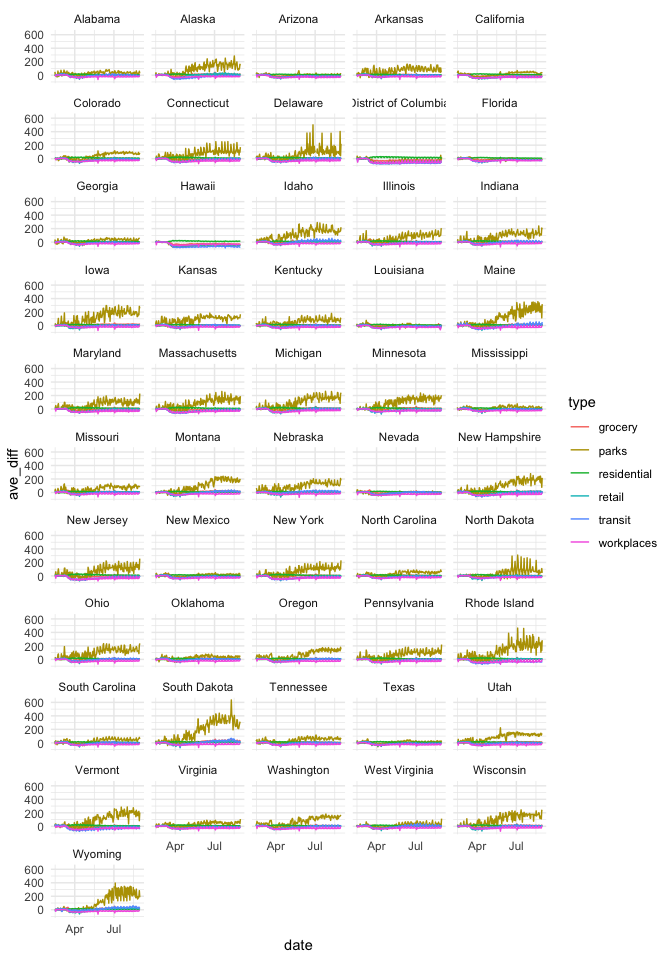 Alabama Alaska Arizona Arkansas California
600
400
200
0
Colorado Connecticut Delaware District of Columbia Florida
600
400
200
0
Georgia Hawaii Idaho Illinois Indiana
600
400
200
0
Iowa Kansas Kentucky Louisiana Maine
600
400
200
0
Maryland Massachusetts Michigan Minnesota Mississippi
600
400
200
0
Missouri Montana Nebraska Nevada New Hampshire
600
400
200
0
New Jersey New Mexico New York North Carolina North Dakota
600
400
200
0
Ohio Oklahoma Oregon Pennsylvania Rhode Island
600
400
200
0
South Carolina South Dakota Tennessee Texas Utah
600
400
200
0
Vermont Virginia Washington West Virginia Wisconsin
600
400
200
0
Apr Jul Apr Jul Apr Jul Apr Jul
Wyoming
600
400
200
0
Apr Jul
date
ave_diff
type
grocery
parks
residential
retail
transit
workplaces